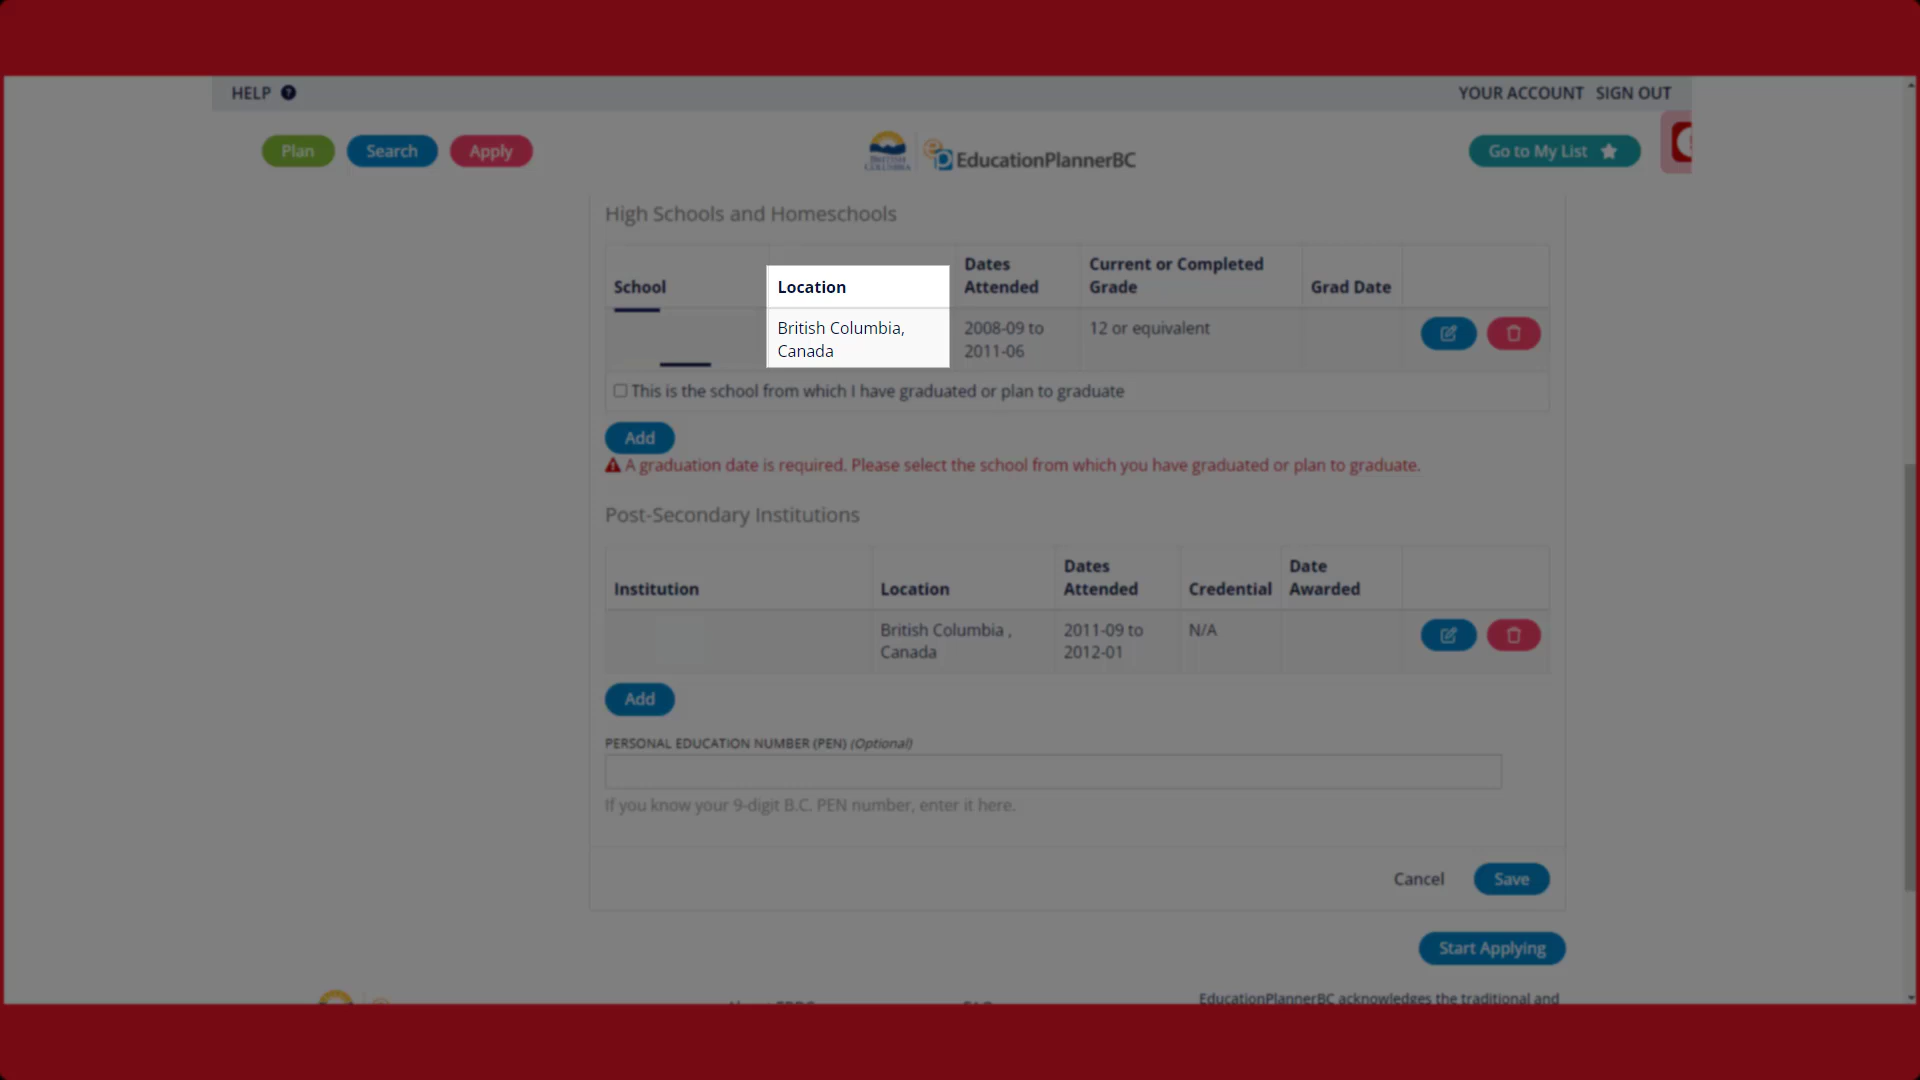 HELP ?
YOUR ACCOUNT SIGN OUT
Plan Search Apply
BRITISH COLUMBIA
EducationPlannerBC
Go to My List
High Schools and Homeschools
School Location Dates Attended Current or Completed Grade Grad Date
British Columbia, Canada 2008-09 to 2011-06 12 or equivalent
This is the school from which I have graduated or plan to graduate
Add
A graduation date is required. Please select the school from which you have graduated or plan to graduate.
Post-Secondary Institutions
Institution Location Dates Attended Credential Date Awarded
British Columbia , Canada 2011-09 to 2012-01 N/A
Add
PERSONAL EDUCATION NUMBER (PEN) (Optional)
If you know your 9-digit B.C. PEN number, enter it here.
Cancel Save
Start Applying
EducationPlannerBC acknowledges the traditional and